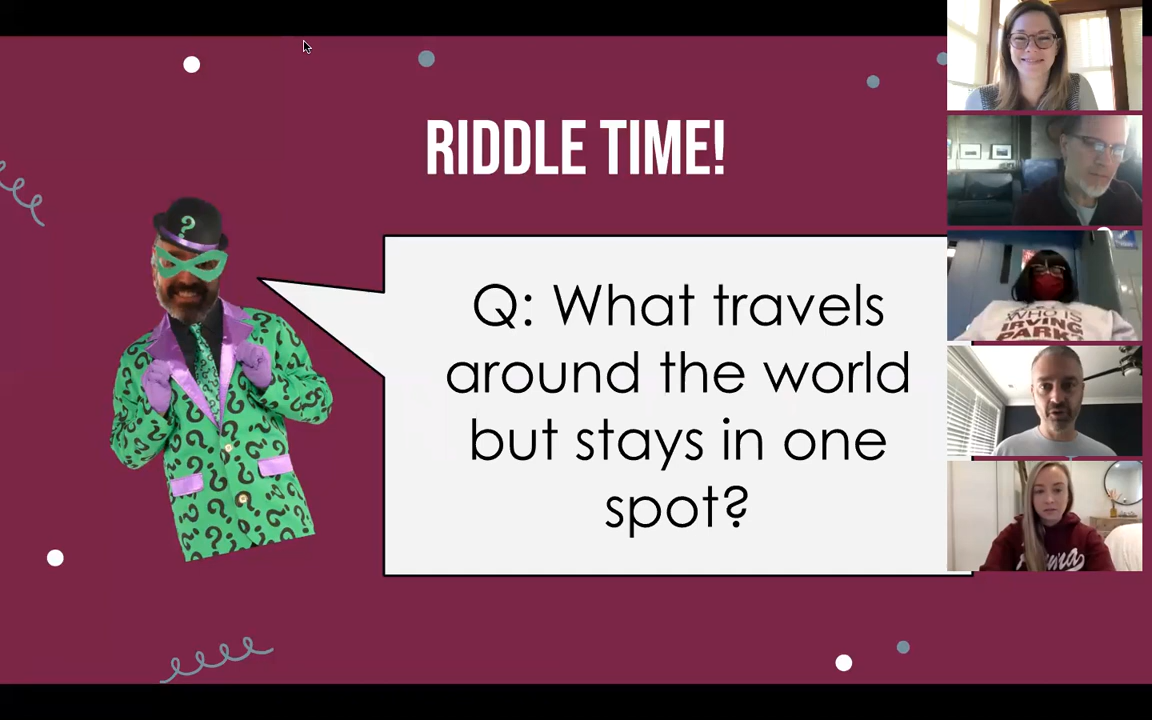 RIDDLE TIME!
?
Q: What travels
around the world
but stays in one
spot?
WHO IS
IRVING
PARK?